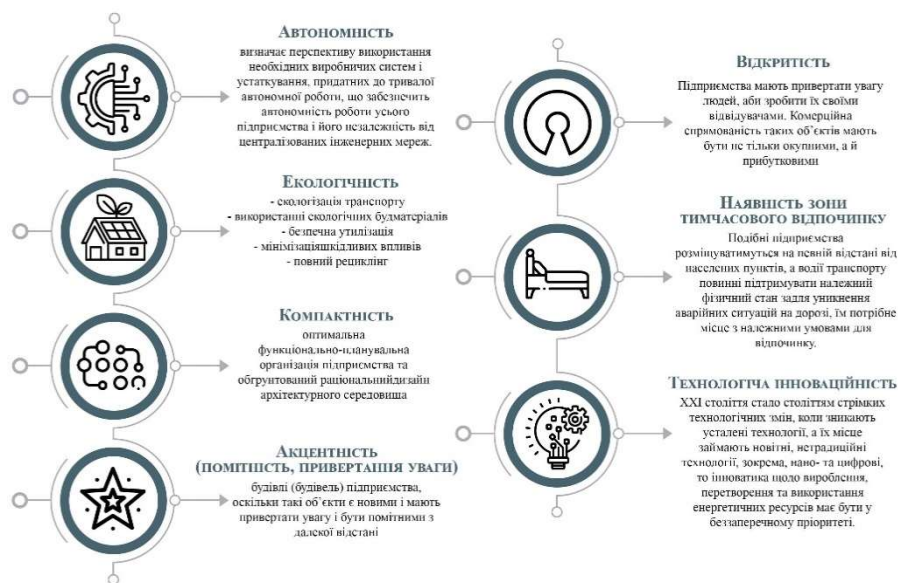 АВТОНОМНІСТЬ
визначає перспективу використання
необхідних виробничих систем і
устаткування, придатних до тривалої
автономної роботи, що забезпечить
автономність роботи усього
підприємства і його незалежність від
централізованих інженерних мереж.
ЕКОЛОГІЧНІСТЬ
- екологізація транспорту
- використанні екологічних будматеріалів
- безпечна утилізація
- мінімізаціяшкідливих впливів
- повний рециклінг
КОМПАКТНІСТЬ
оптимальна
функціонально-планувальна
організація підприємства та
обґрунтований раціональнийдизайн
архітектурного середовища
АКЦЕНТНІСТЬ
(ПОМІТНІСТЬ, ПРИВЕРТАННЯ УВАГИ)
будівлі (будівель) підприємства,
оскільки такі об’єкти є новими і мають
привертати увагу і бути помітними з
далекої відстані
ВІДКРИТІСТЬ
Підприємства мають привертати увагу
людей, аби зробити їх своїми
відвідувачами. Комерційна
спрямованість таких об’єктів мають
бути не тільки окупними, а й
прибутковими
НАЯВНІСТЬ ЗОНИ
ТИМЧАСОВОГО ВІДПОЧИНКУ
Подібні підприємства
розміщуватимуться на певній відстані від
населених пунктів, а водії транспорту
повинні підтримувати належний
фізичний стан задля уникнення
аварійних ситуацій на дорозі, їм потрібне
місце з належними умовами для
відпочинку.
ТЕХНОЛОГІЧА ІННОВАЦІЙНІСТЬ
XXI століття стало століттям стрімких
технологічних змін, коли зникають
усталені технології, а їх місце
займають новітні, нетрадиційні
технології, зокрема, нано- та цифрові,
то інноватика щодо вироблення,
перетворення та використання
енергетичних ресурсів має бути у
беззаперечному пріоритеті.